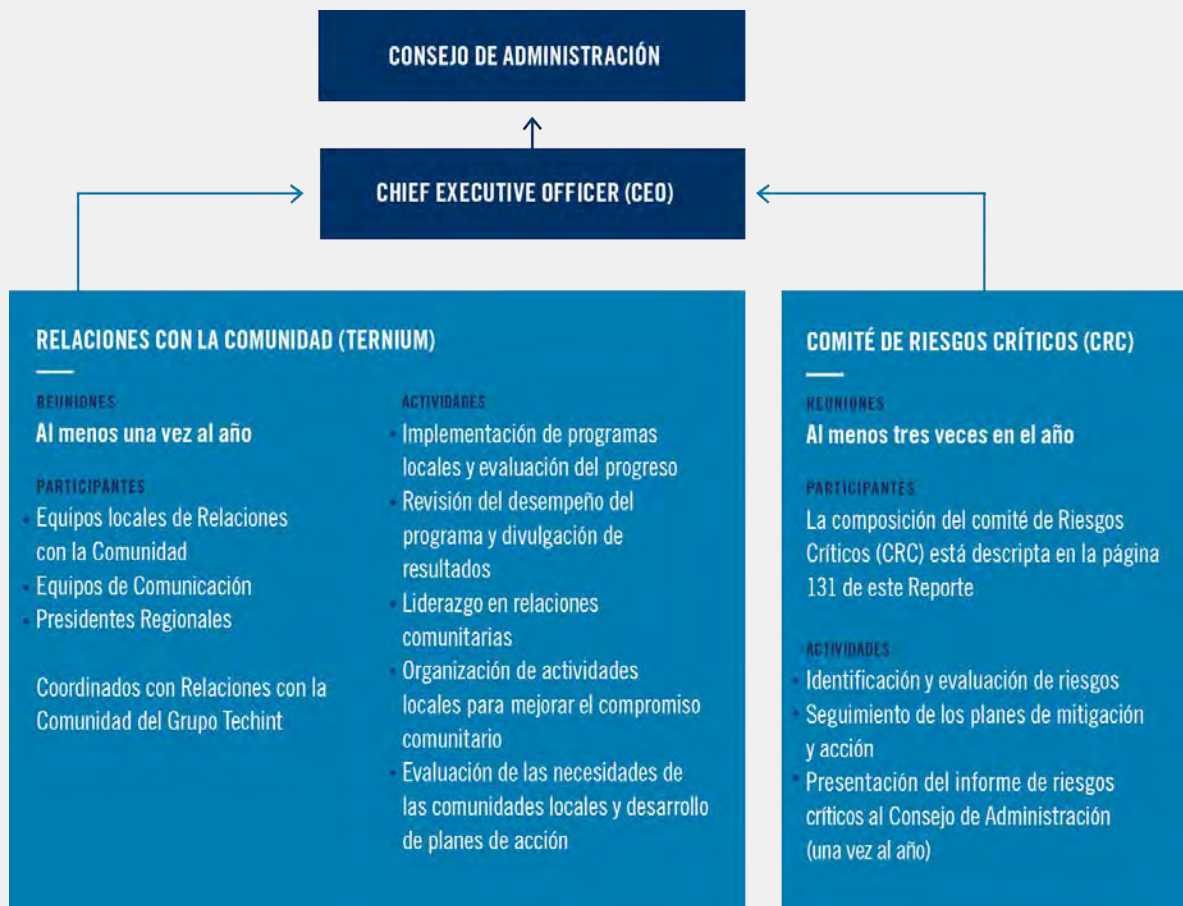 CONSEJO DE ADMINISTRACIÓN
CHIEF EXECUTIVE OFFICER (CEO)
RELACIONES CON LA COMUNIDAD (TERNIUM)
REUNIONES
Al menos una vez al año
PARTICIPANTES
• Equipos locales de Relaciones
con la Comunidad
• Equipos de Comunicación
• Presidentes Regionales
Coordinados con Relaciones con la
Comunidad del Grupo Techint
ACTIVIDADES
• Implementación de programas
locales y evaluación del progreso
• Revisión del desempeño del
programa y divulgación de
resultados
• Liderazgo en relaciones
comunitarias
• Organización de actividades
locales para mejorar el compromiso
comunitario
• Evaluación de las necesidades de
las comunidades locales y desarrollo
de planes de acción
COMITÉ DE RIESGOS CRÍTICOS (CRC)
REUNIONES
Al menos tres veces en el año
PARTICIPANTES
La composición del comité de Riesgos
Críticos (CRC) está descripta en la página
131 de este Reporte
ACTIVIDADES
• Identificación y evaluación de riesgos
• Seguimiento de los planes de mitigación
y acción
• Presentación del informe de riesgos
críticos al Consejo de Administración
(una vez al año)